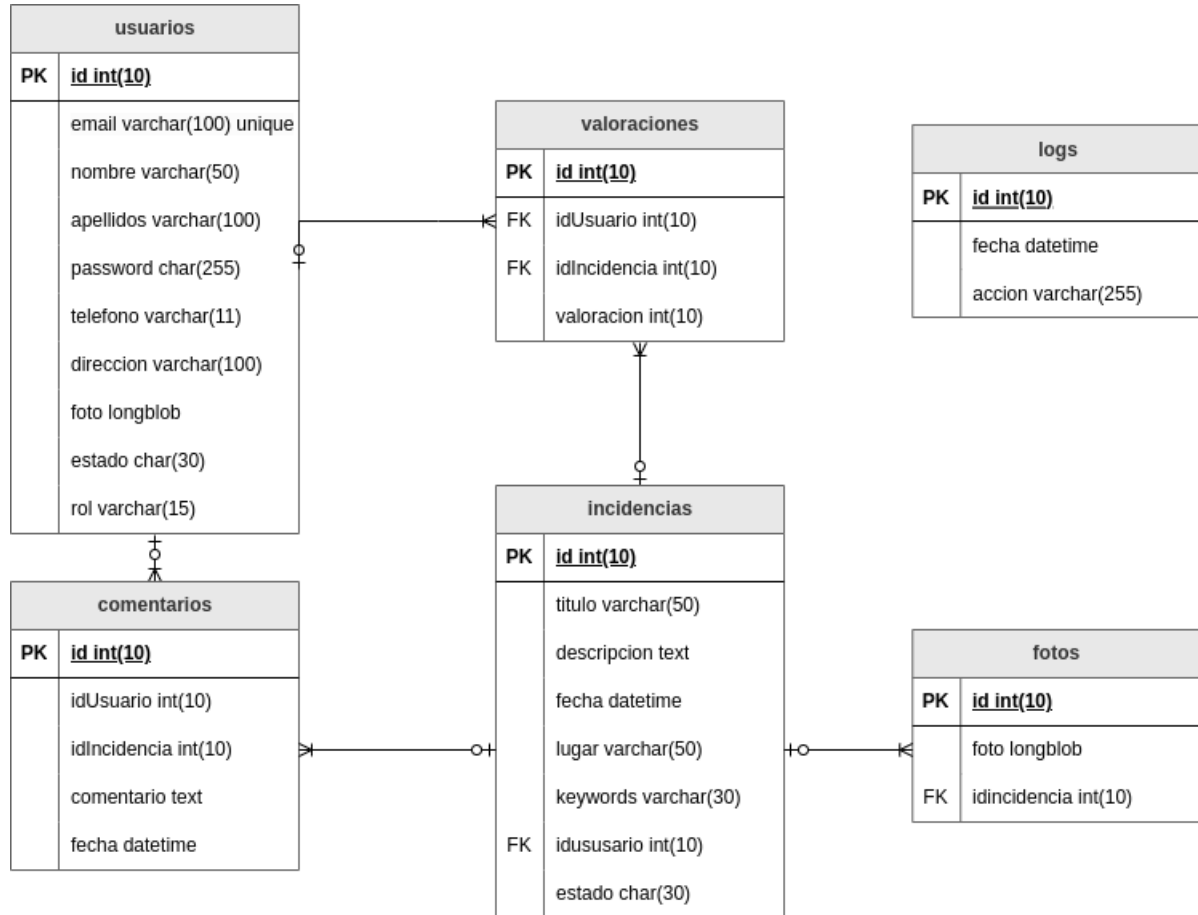 usuarios
PK id int(10)
email varchar(100) unique
nombre varchar(50)
apellidos varchar(100)
password char(255)
telefono varchar(11)
direccion varchar(100)
foto longblob
estado char(30)
rol varchar(15)
valoraciones
PK id int(10)
FK idUsuario int(10)
FK idIncidencia int(10)
valoracion int(10)
logs
PK id int(10)
fecha datetime
accion varchar(255)
comentarios
PK id int(10)
idUsuario int(10)
idIncidencia int(10)
comentario text
fecha datetime
incidencias
PK id int(10)
titulo varchar(50)
descripcion text
fecha datetime
lugar varchar(50)
keywords varchar(30)
FK idususario int(10)
estado char(30)
fotos
PK id int(10)
foto longblob
FK idincidencia int(10)